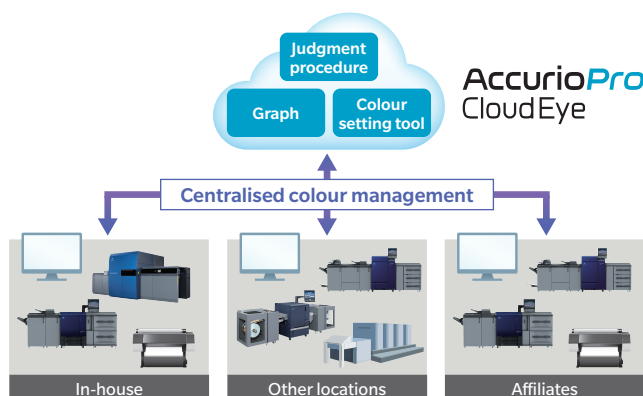 Judgment
procedure
Graph
Colour
setting tool
AccurioPro
CloudEye
Centralised colour management
In-house
Other locations
Affiliates